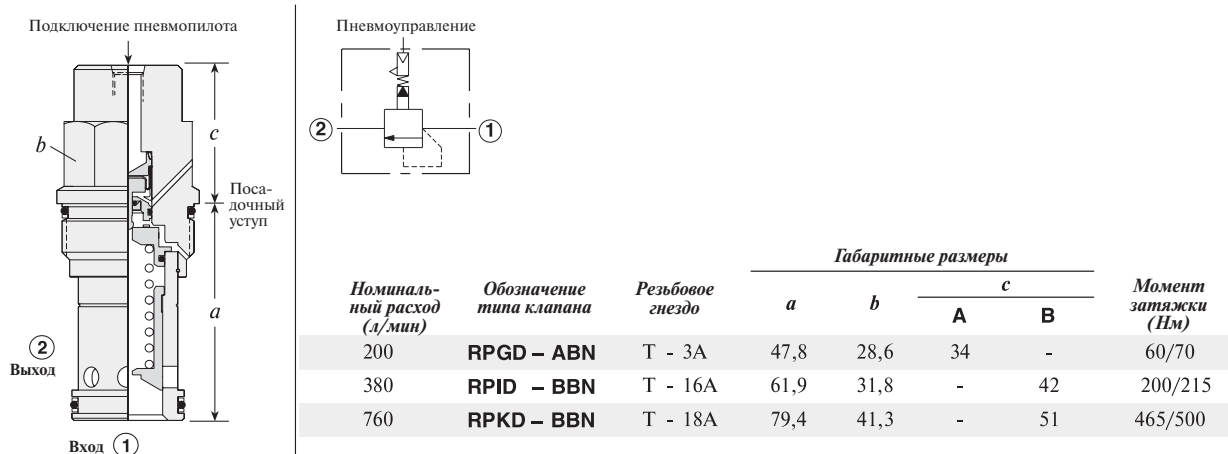 Подключение пневмопилота
c
b
Поса-
дочный
уступ
a
2
Выход
Вход 1
Пневмоуправление
2 1
Габаритные размеры
Номиналь-
ный расход
(л/мин)
Обозначение
типа клапана
Резьбовое
гнездо
a b c
A B
Момент
затяжки
(Нм)
200 RPGD – ABN T - 3A 47,8 28,6 34 - 60/70
380 RPID – BBN T - 16A 61,9 31,8 - 42 200/215
760 RPKD – BBN T - 18A 79,4 41,3 - 51 465/500